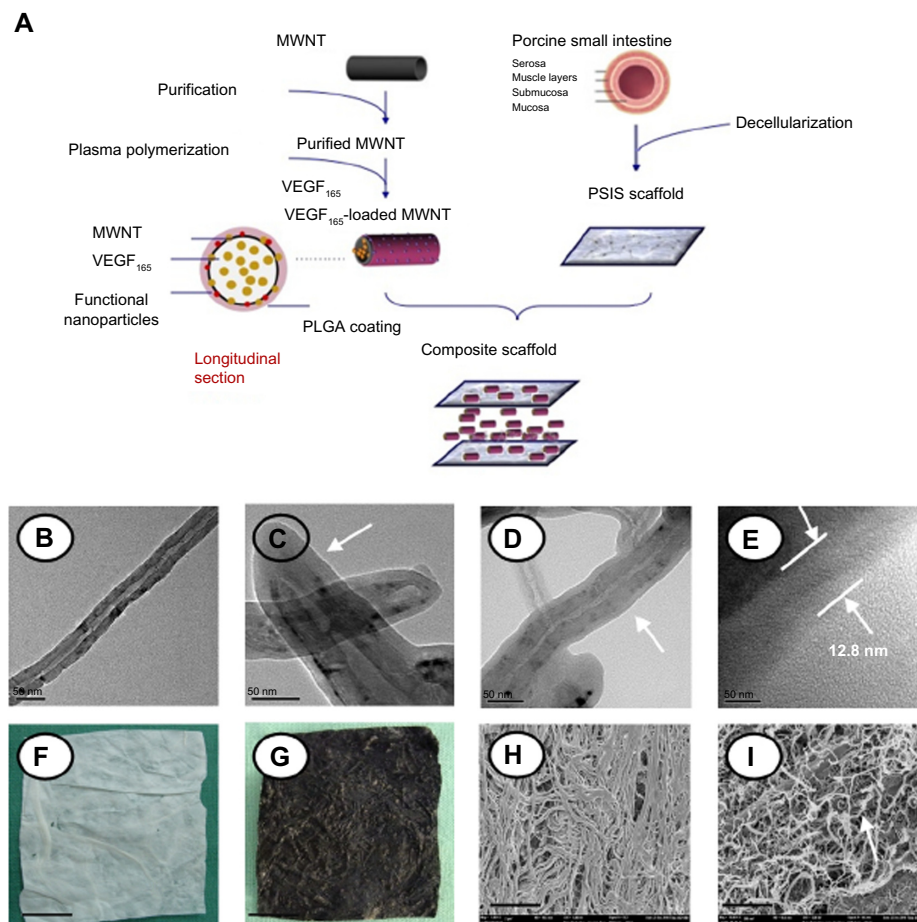 A
MWNT
Purification
Purified MWNT
Plasma polymerization
VEGF165
VEGF165-loaded MWNT
MWNT
VEGF165
Functional
nanoparticles
PLGA coating
Longitudinal
section
Porcine small intestine
Serosa
Muscle layers
Submucosa
Mucosa
Decellularization
PSIS scaffold
Composite scaffold
B
50 nm
C
50 nm
D
50 nm
E
12.8 nm
50 nm
F
G
H
I